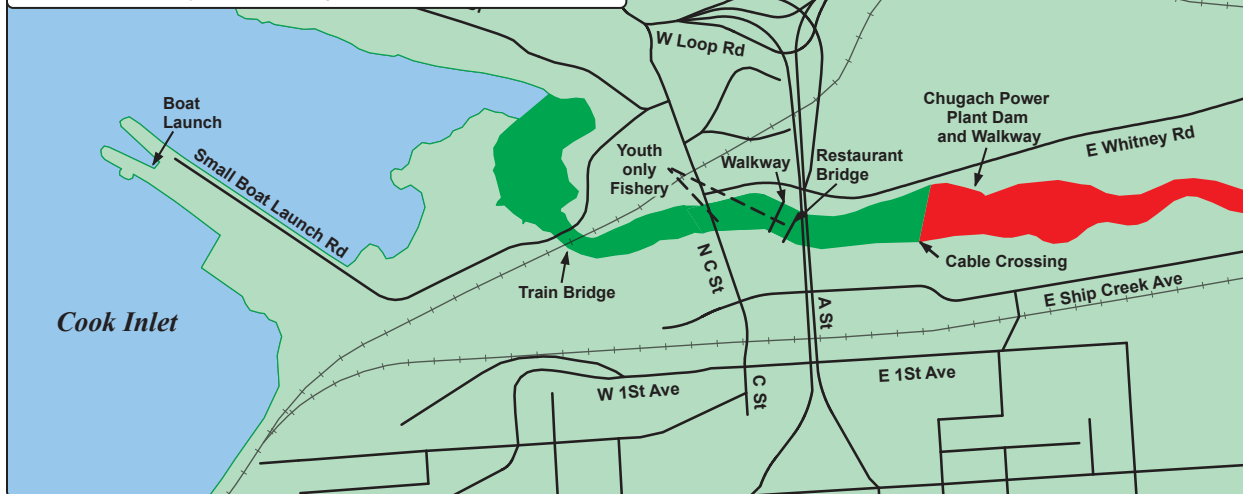 W Loop Rd
Boat
Launch
Chugach Power
Plant Dam
and Walkway
E Whitney Rd
Youth
only
Fishery
Walkway
Restaurant
Bridge
Small Boat Launch Rd
N C St
Cable Crossing
Train Bridge
E Ship Creek Ave
Cook Inlet
A St
E 1St Ave
W 1St Ave
C St